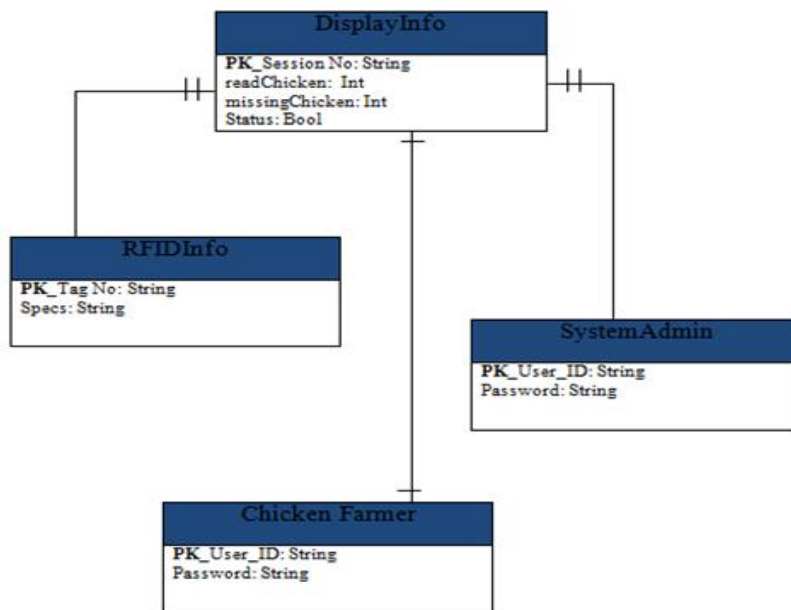 DisplayInfo
PK_Session No: String
readChicken: Int
missingChicken: Int
Status: Bool
RFIDInfo
PK_Tag No: String
Specs: String
SystemAdmin
PK_User_ID: String
Password: String
Chicken Farmer
PK_User_ID: String
Password: String